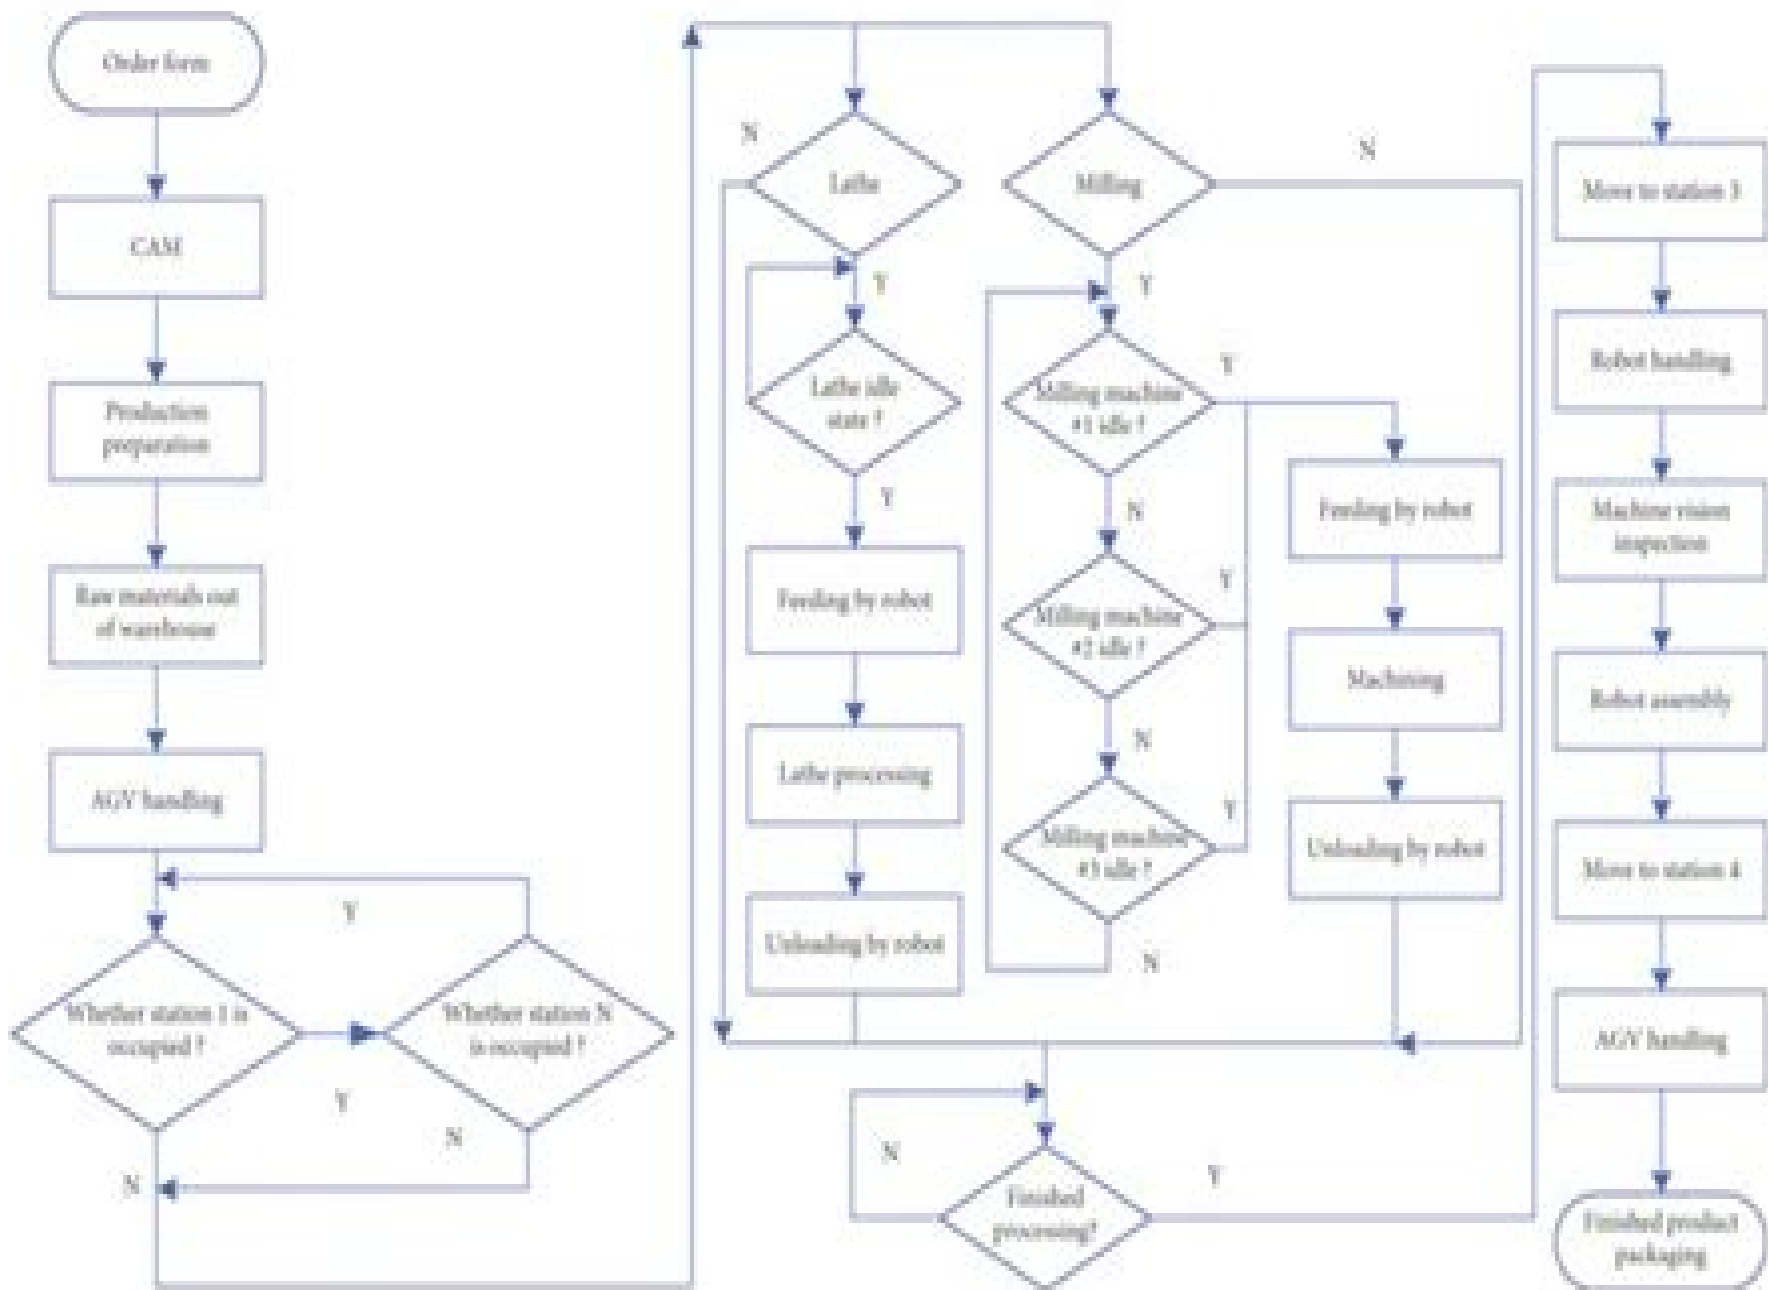 Order form
CAM
Production
preparation
Raw materials out
of warehouse
AGV handling
Y
Whether station 1 is
occupied ?
Whether station N
is occupied ?
Y
N
N
N
Lathe
Y
Lathe idle
state ?
Y
Feeding by robot
Lathe processing
Unloading by robot
Milling
N
Y
Milling machine
#1 idle ?
Y
N
Milling machine
#2 idle ?
Y
N
Milling machine
#3 idle ?
Y
N
Feeding by robot
Machining
Unloading by robot
N
Finished
processing?
Y
Move to station 3
Robot handling
Machine vision
inspection
Robot assembly
Move to station 4
AGV handling
Finished product
packaging